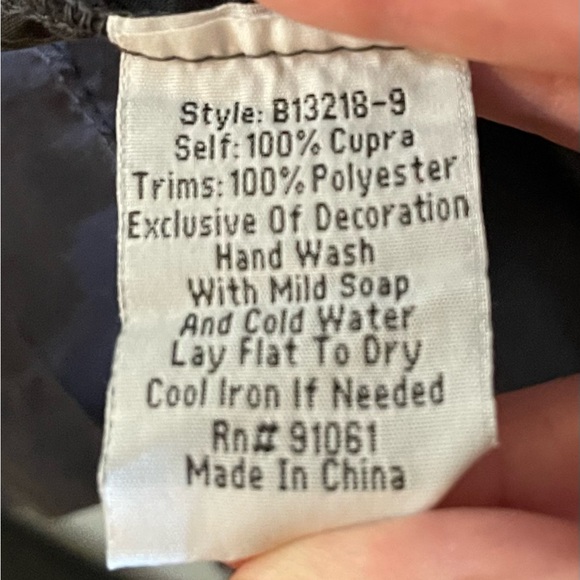 Style: B13218-9
Self: 100% Cupra
Trims: 100% Polyester
Exclusive Of Decoration
Hand Wash
With Mild Soap
And Cold Water
Lay Flat To Dry
Cool Iron If Needed
Rn# 91061
Made In China